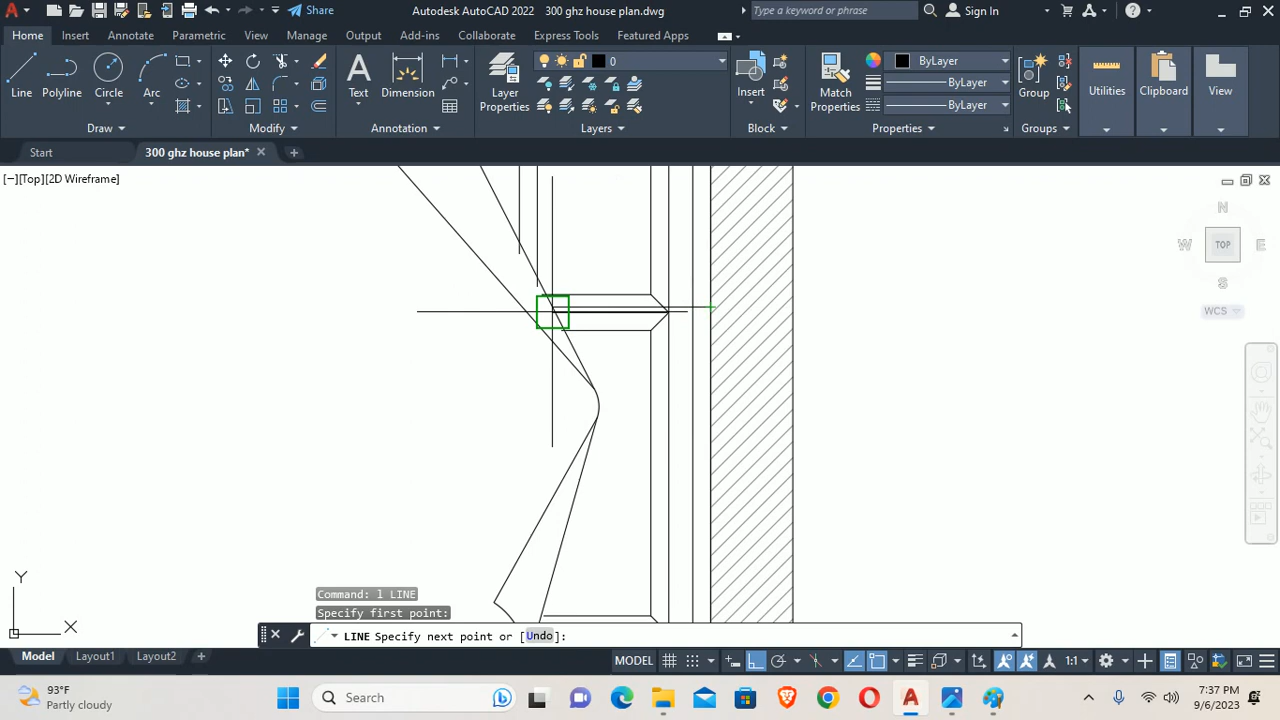 A
Share
Autodesk AutoCAD 2022
300 ghz house plan.dwg
Type a keyword or phrase
Sign In
Home
Insert
Annotate
Parametric
View
Manage
Output
Add-ins
Collaborate
Express Tools
Featured Apps
Line
Polyline
Circle
Arc
Text
Dimension
Layer
Properties
0
Insert
Match
Properties
ByLayer
ByLayer
ByLayer
Group
Utilities
Clipboard
View
Draw
Modify
Annotation
Layers
Block
Properties
Groups
Start
300 ghz house plan*
[−][Top][2D Wireframe]
N
W
TOP
E
S
WCS
Y
X
Command: l LINE
Specify first point:
LINE Specify next point or [Undo]:
Model
Layout1
Layout2
MODEL
1:1
93°F
Partly cloudy
Search
A
7:37 PM
9/6/2023